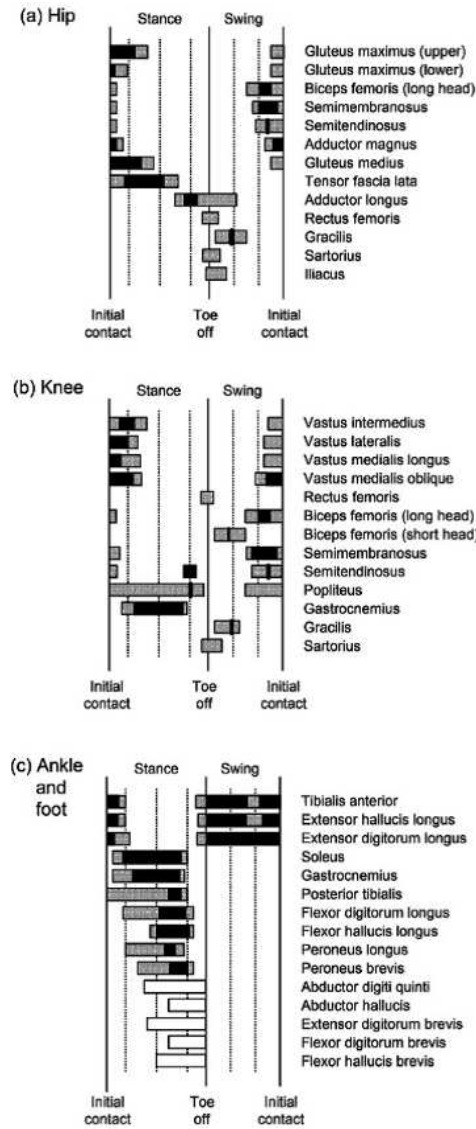 (a) Hip
Stance Swing
Gluteus maximus (upper)
Gluteus maximus (lower)
Biceps femoris (long head)
Semimembranosus
Semitendinosus
Adductor magnus
Gluteus medius
Tensor fascia lata
Adductor longus
Rectus femoris
Gracilis
Sartorius
Iliacus
Initial contact Toe off Initial contact
(b) Knee
Stance Swing
Vastus intermedius
Vastus lateralis
Vastus medialis longus
Vastus medialis oblique
Rectus femoris
Biceps femoris (long head)
Biceps femoris (short head)
Semimembranosus
Semitendinosus
Popliteus
Gastrocnemius
Gracilis
Sartorius
Initial contact Toe off Initial contact
(c) Ankle and foot
Stance Swing
Tibialis anterior
Extensor hallucis longus
Extensor digitorum longus
Soleus
Gastrocnemius
Posterior tibialis
Flexor digitorum longus
Flexor hallucis longus
Peroneus longus
Peroneus brevis
Abductor digiti quinti
Abductor hallucis
Extensor digitorum brevis
Flexor digitorum brevis
Flexor hallucis brevis
Initial contact Toe off Initial contact